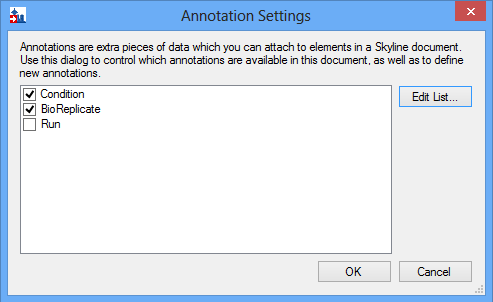 Annotation Settings
Annotations are extra pieces of data which you can attach to elements in a Skyline document.
Use this dialog to control which annotations are available in this document, as well as to define
new annotations.
Condition
Edit List...
BioReplicate
Run
OK
Cancel